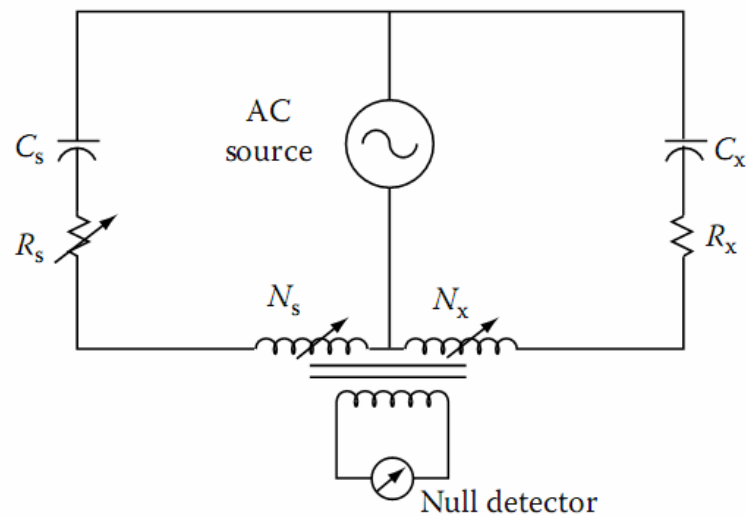 AC
source
Cs
Cx
Rs
Rx
Ns
Nx
Null detector